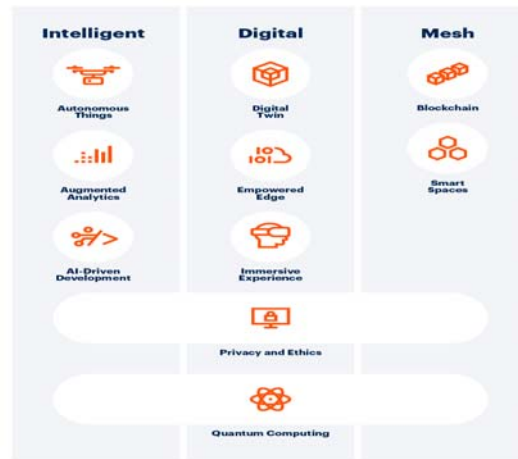 Intelligent
Digital
Mesh
Autonomous
Things
Digital
Twin
Blockchain
Augmented
Analytics
Empowered
Edge
Smart
Spaces
AI-Driven
Development
Immersive
Experience
Privacy and Ethics
Quantum Computing